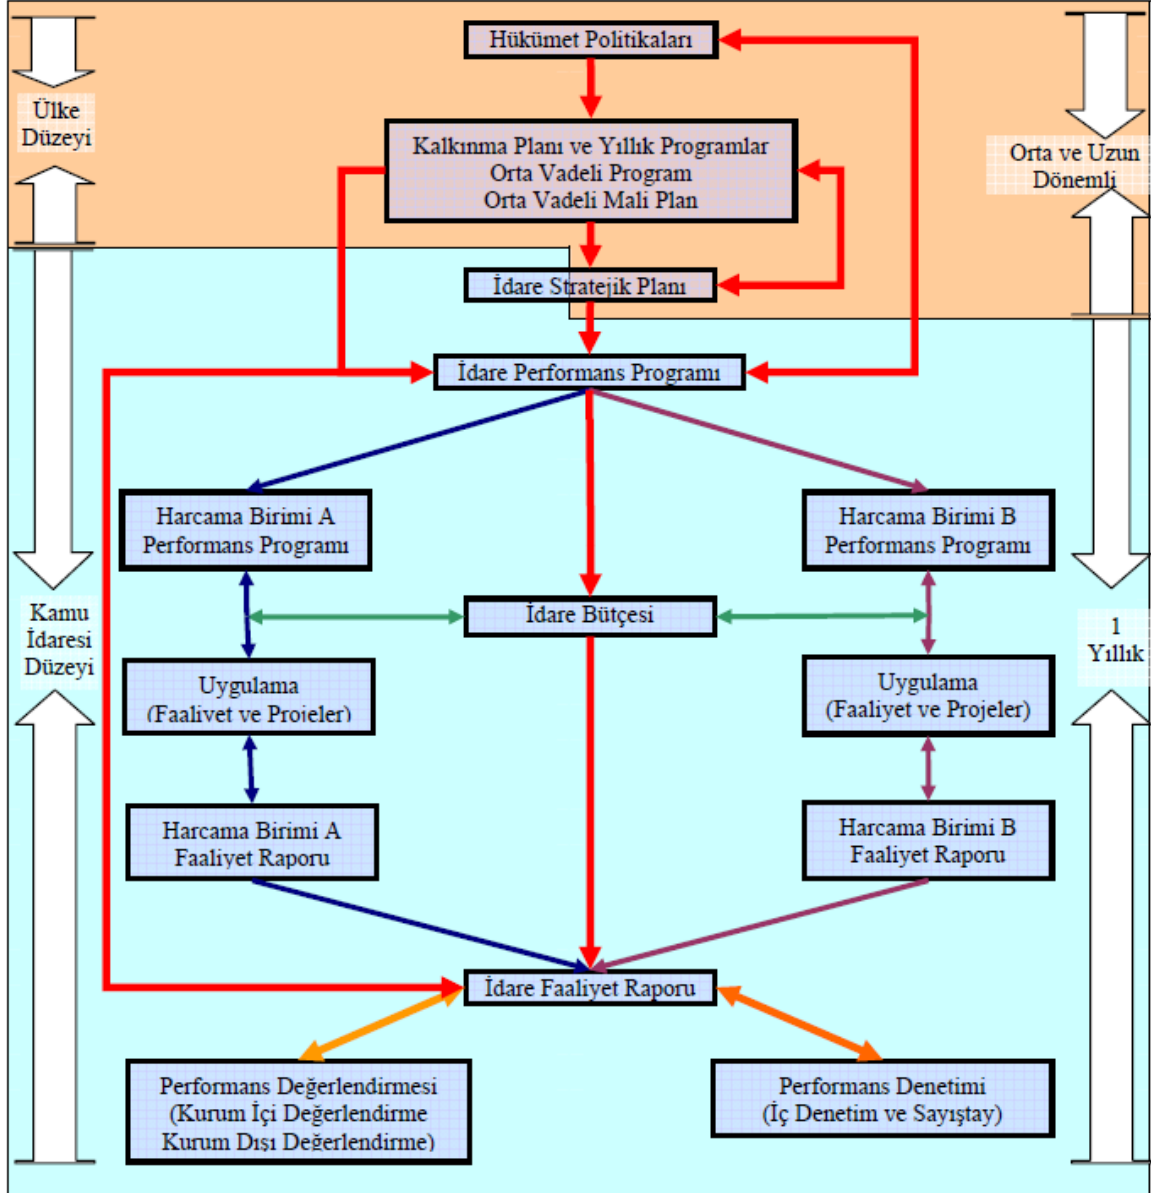 Hükümet Politikaları
Ülke
Düzeyi
Kalkınma Planı ve Yıllık Programlar
Orta Vadeli Program
Orta Vadeli Mali Plan
Orta ve Uzun
Dönemli
İdare Stratejik Planı
İdare Performans Programı
Harcama Birimi A
Performans Programı
Harcama Birimi B
Performans Programı
Kamu
İdaresi
Düzeyi
İdare Bütçesi
1
Yıllık
Uygulama
(Faaliyet ve Projeler)
Uygulama
(Faaliyet ve Projeler)
Harcama Birimi A
Faaliyet Raporu
Harcama Birimi B
Faaliyet Raporu
İdare Faaliyet Raporu
Performans Değerlendirmesi
(Kurum İçi Değerlendirme
Kurum Dışı Değerlendirme)
Performans Denetimi
(İç Denetim ve Sayıştay)